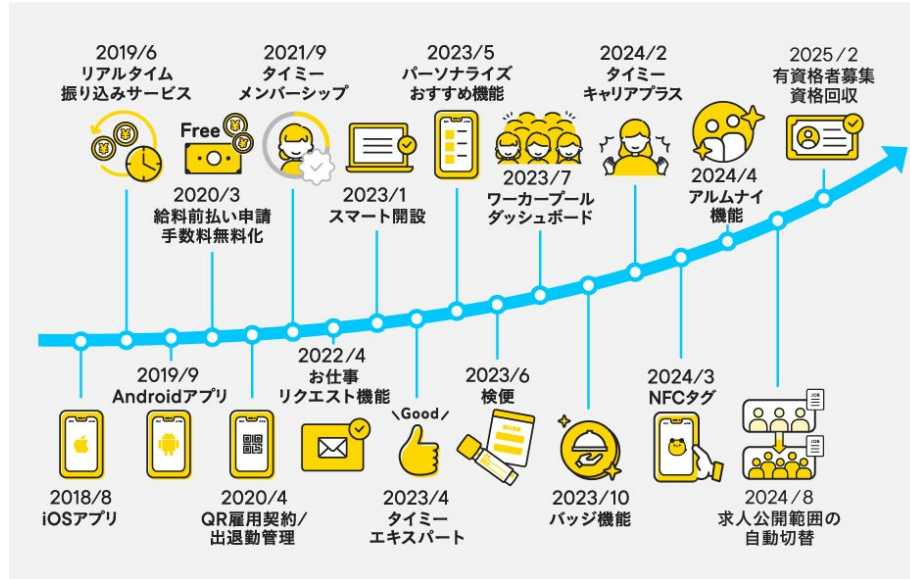 2019/6
リアルタイム
振り込みサービス
2021/9
タイミー
メンバーシップ
2023/5
パーソナライズ
おすすめ機能
2024/2
タイミー
キャリアプラス
2025/2
有資格者募集
資格回収
Free
2020/3
給料前払い申請
手数料無料化
2023/1
スマート開設
2023/7
ワーカープール
ダッシュボード
2024/4
アルムナイ
機能
2019/9
Androidアプリ
2022/4
お仕事
リクエスト機能
2023/6
検便
2024/3
NFCタグ
\Good/
JOB
JOB
2018/8
iOSアプリ
2020/4
QR雇用契約/
出退勤管理
2023/4
タイミー
エキスパート
2023/10
バッジ機能
2024/8
求人公開範囲の
自動切替